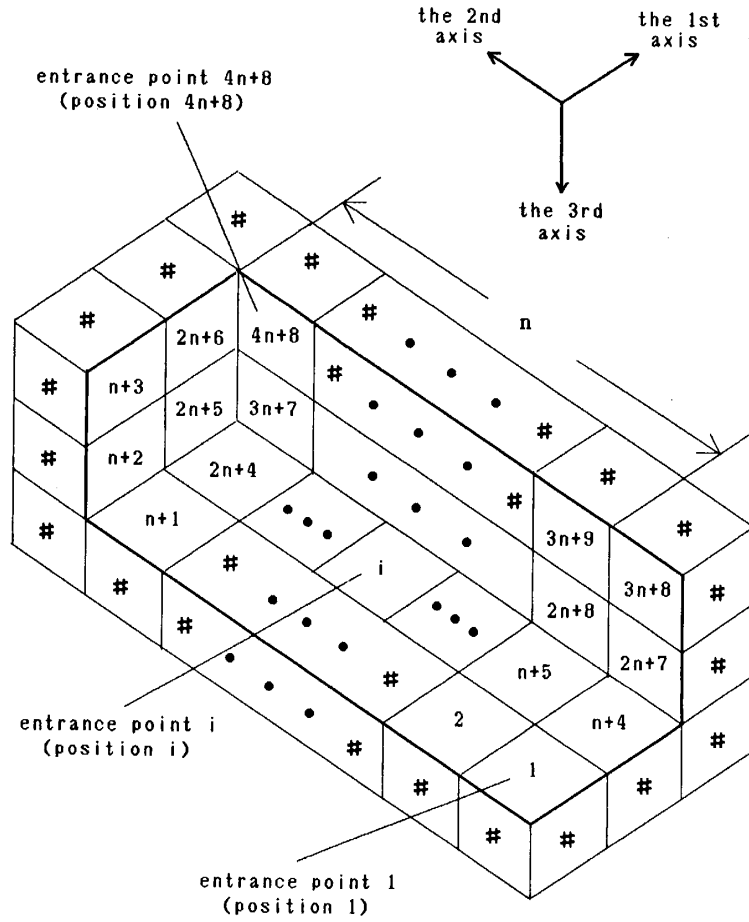 the 2nd
axis
the 1st
axis
the 3rd
axis
entrance point 4n+8
(position 4n+8)
n
# # # #
# # # #
# # #
# # #
# # #
# # #
# # #
# # #
# # #
2n+6 4n+8
n+3
2n+5 3n+7
n+2
2n+4
n+1
3n+9
3n+8
i
2n+8
2n+7
n+5
n+4
2
1
entrance point i
(position i)
entrance point 1
(position 1)